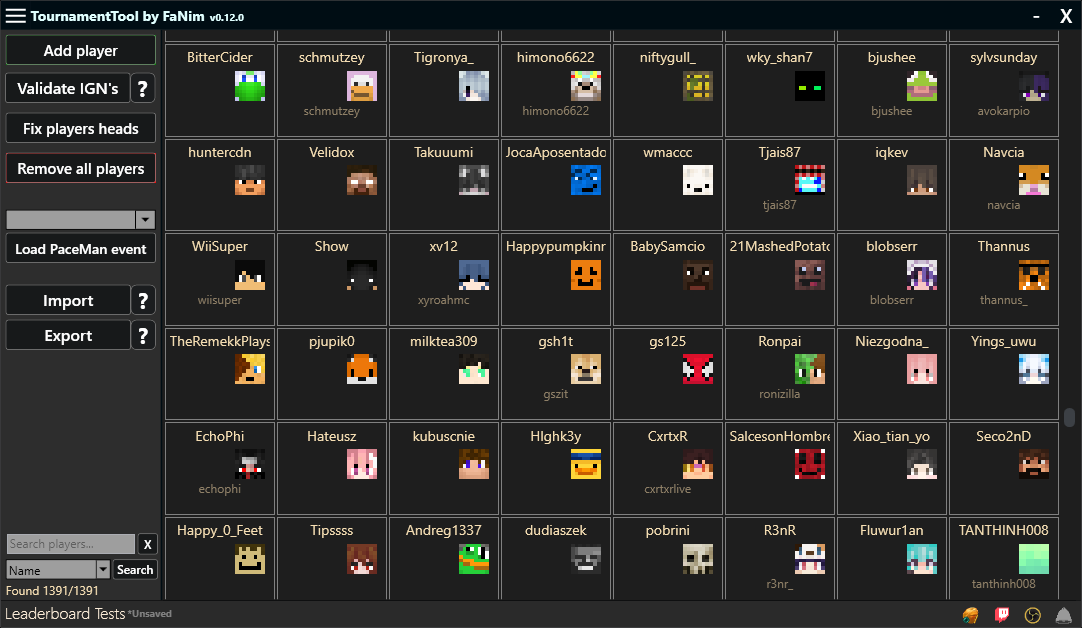 TournamentTool by FaNim v0.12.0
- X
Add player
Validate IGN's ?
Fix players heads
Remove all players
Load PaceMan event
Import ?
Export ?
Search players... X
Name Search
Found 1391/1391
BitterCider schmutzey Tigronya_ himono6622 niftygull_ wky_shan7 bjushee sylvsunday
schmutzey himono6622 bjushee avokarpio
huntercdn Velidox Takuuumi JocaAposentado wmaccc Tjais87 iqkev Navcia
tjais87 navcia
WiiSuper Show xv12 Happypumpkinr BabySamcio 21MashedPotato blobserr Thannus
wiisuper xyroahmc blobserr thannus_
TheRemekkPlays pjupik0 milktea309 gsh1t gs125 Ronpai Niezgodna_ Yings_uwu
gszit ronizilla
EchoPhi Hateusz kubuscnie HIghk3y CxrtxR SalcesonHombre Xiao_tian_yo Seco2nD
echophi cxrtxrlive
Happy_0_Feet Tipssss Andreg1337 dudiaszek pobrini R3nR Fluwur1an TANTHINH008
r3nr_ tanthinh008
Leaderboard Tests *Unsaved